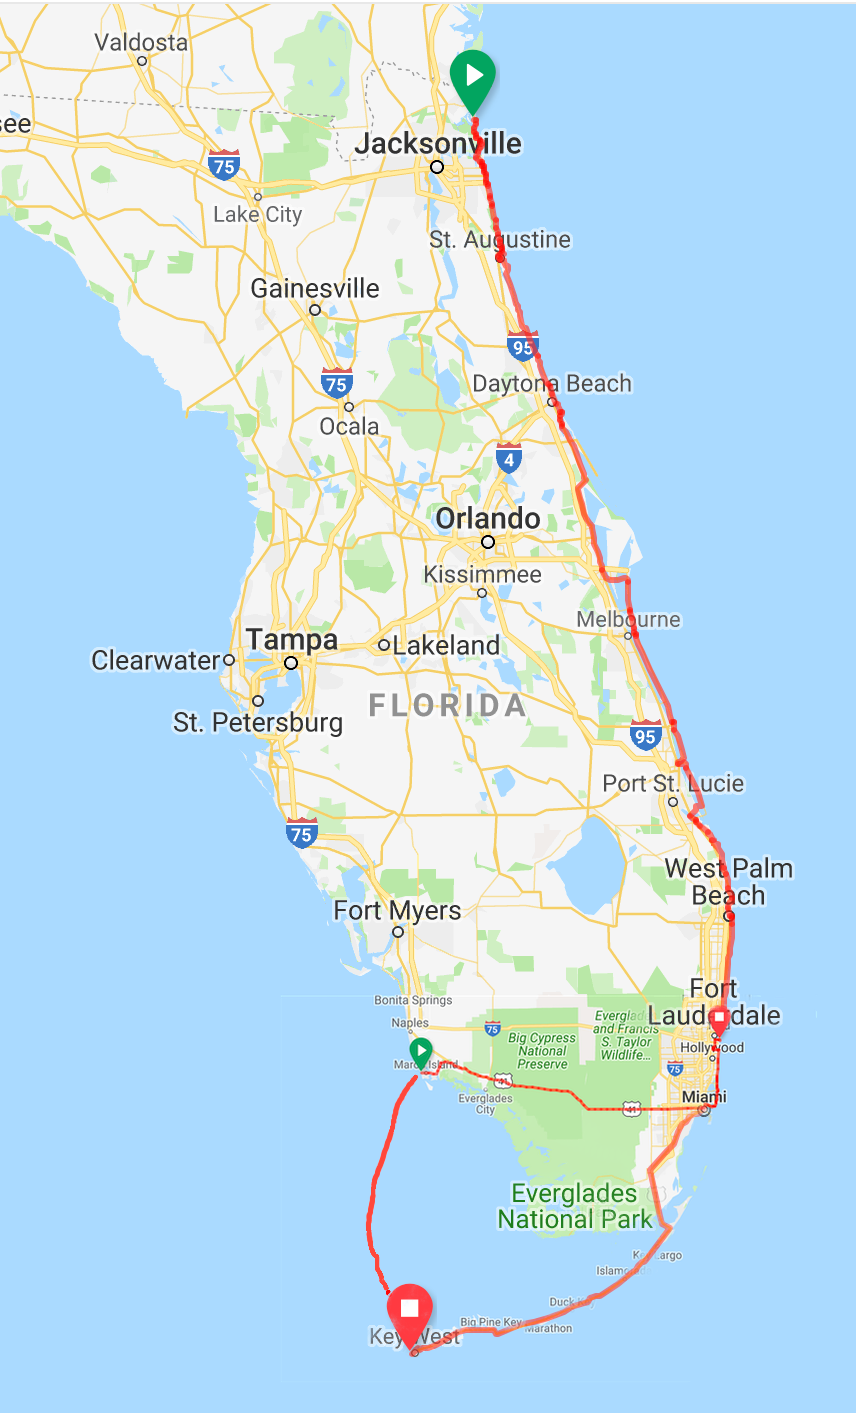 Valdosta
see
Jacksonville
75
Lake City
St. Augustine
Gainesville
95
75
Daytona Beach
Ocala
4
Orlando
Kissimmee
Melbourne
Tampa
Lakeland
Clearwater
FLORIDA
St. Petersburg
95
Port St. Lucie
75
West Palm
Beach
Fort Myers
Fort
Lauderdale
Bonita Springs
Naples
75
Big Cypress
National
Preserve
Everglades
and Francis
S. Taylor
Wildlife...
Hollywood
Marco Island
75
41
Everglades
City
Miami
41
Everglades
National Park
Key Largo
Big Pine Key
Marathon
Key West